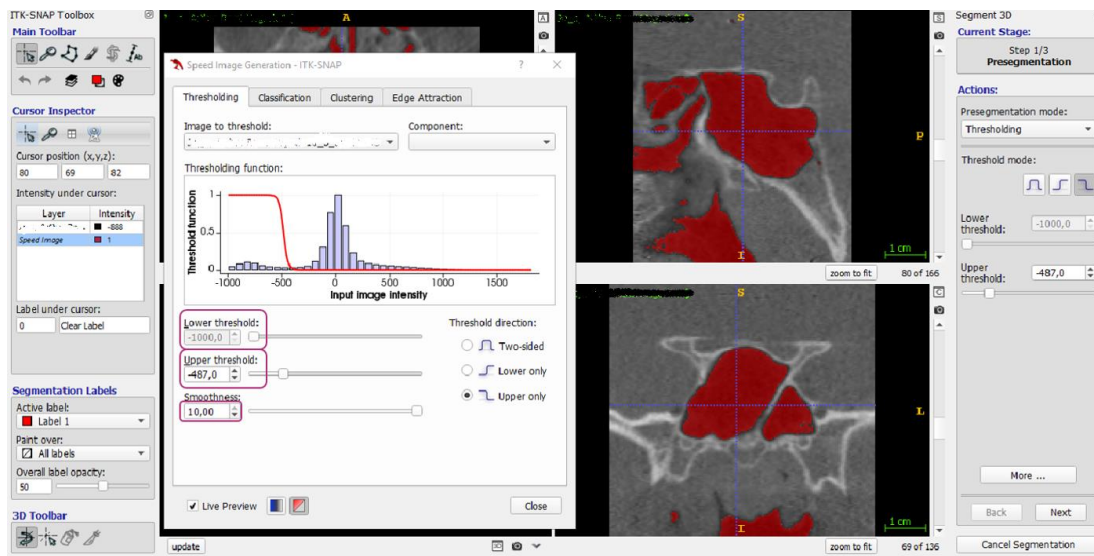 ITK-SNAP Toolbox
Main Toolbar
Cursor Inspector
Cursor position (x,y,z):
80 69 82
Intensity under cursor:
Layer Intensity
-888
Speed Image 1
Label under cursor:
0 Clear Label
Segmentation Labels
Active label:
Label 1
Paint over:
All labels
Overall label opacity:
50
3D Toolbar
A
A
Speed Image Generation - ITK-SNAP ? ×
Thresholding Classification Clustering Edge Attraction
Image to threshold: Component:
Thresholding function:
Threshold function
1
0.5
0
-1000 -500 0 500 1000 1500
Input image intensity
Lower threshold:
-1000,0
Upper threshold:
-487,0
Smoothness:
10,00
Threshold direction:
Two-sided
Lower only
Upper only
Live Preview
Close
update
3D
S
S
P
I
1 cm
zoom to fit 80 of 166
S
C
L
I
1 cm
zoom to fit 69 of 136
Segment 3D
Current Stage:
Step 1/3
Presegmentation
Actions:
Presegmentation mode:
Thresholding
Threshold mode:
Lower threshold:
-1000,0
Upper threshold:
-487,0
More ...
Back Next
Cancel Segmentation